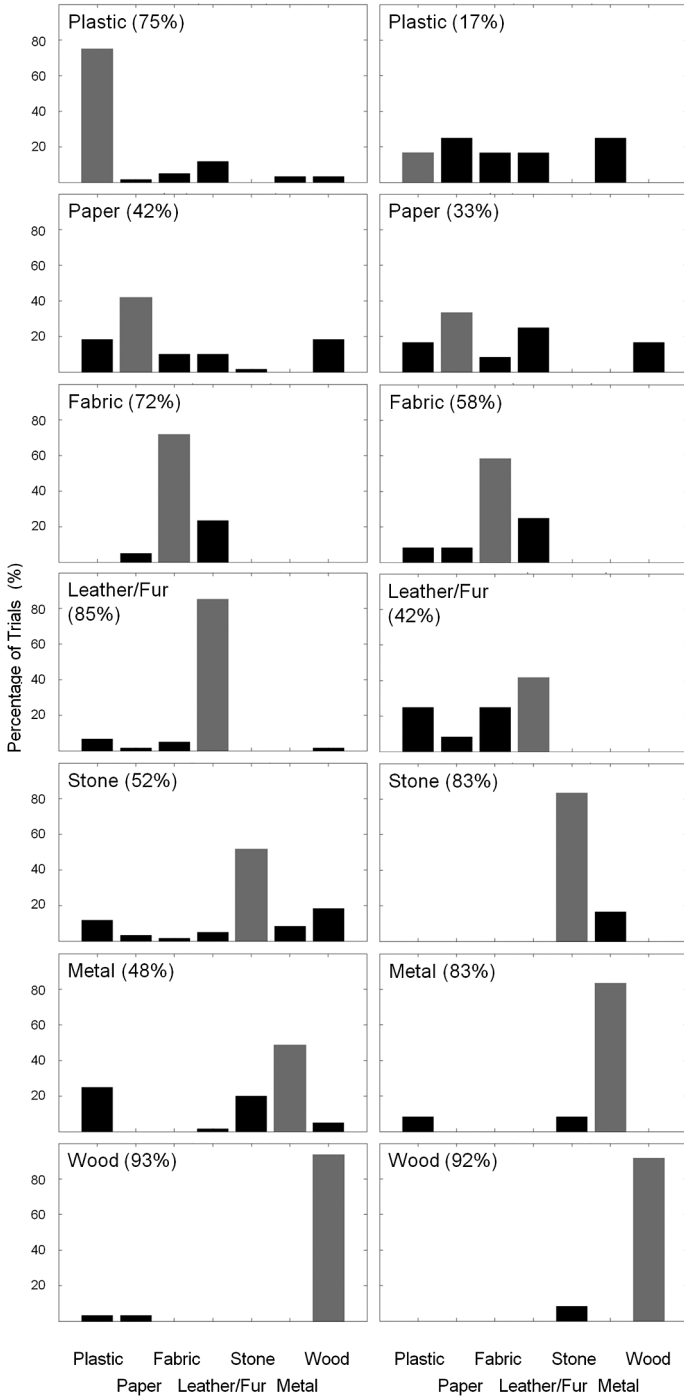 Plastic (75%)
Plastic (17%)
80
60
40
20
Paper (42%)
Paper (33%)
80
60
40
20
Fabric (72%)
Fabric (58%)
80
60
40
20
Leather/Fur
(85%)
Leather/Fur
(42%)
80
60
40
20
Percentage of Trials (%)
Stone (52%)
Stone (83%)
80
60
40
20
Metal (48%)
Metal (83%)
80
60
40
20
Wood (93%)
Wood (92%)
80
60
40
20
Plastic Fabric Stone Wood
Paper Leather/Fur Metal
Plastic Fabric Stone Wood
Paper Leather/Fur Metal